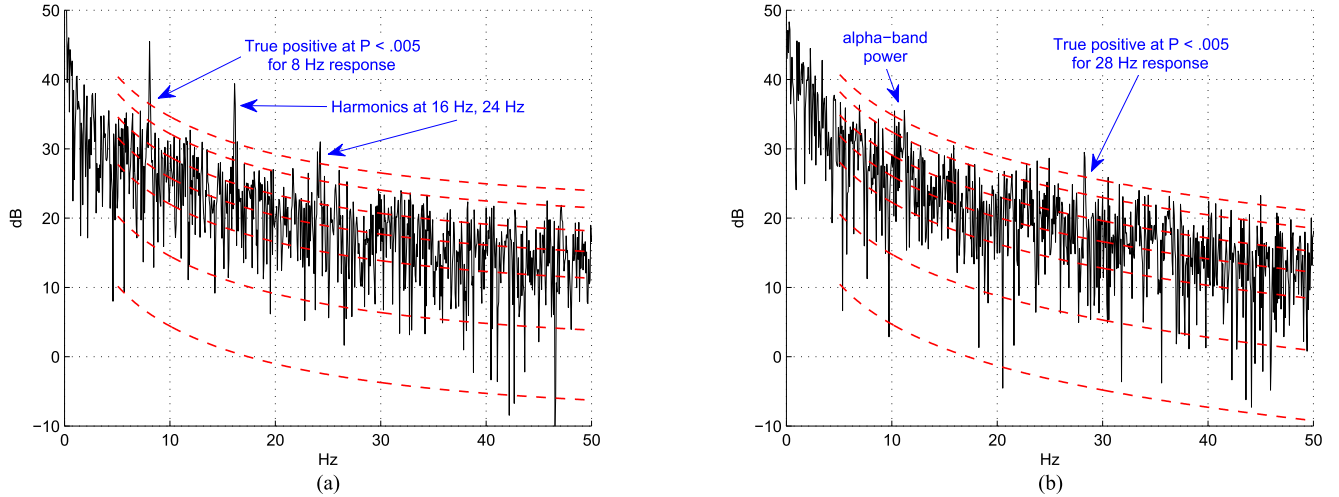 50
40
30
20
10
0
−10
dB
True positive at P < .005
for 8 Hz response
Harmonics at 16 Hz, 24 Hz
0 10 20 30 40 50
Hz
(a)
50
40
30
20
10
0
−10
dB
alpha−band
power
True positive at P < .005
for 28 Hz response
0 10 20 30 40 50
Hz
(b)